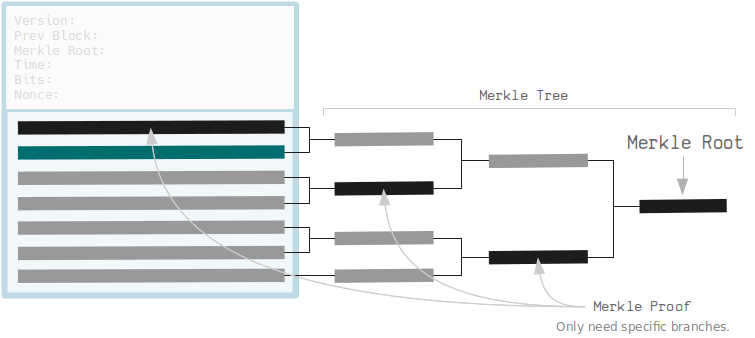 Version:
Prev Block:
Merkle Root:
Time:
Bits:
Nonce:
Merkle Tree
Merkle Root
Merkle Proof
Only need specific branches.